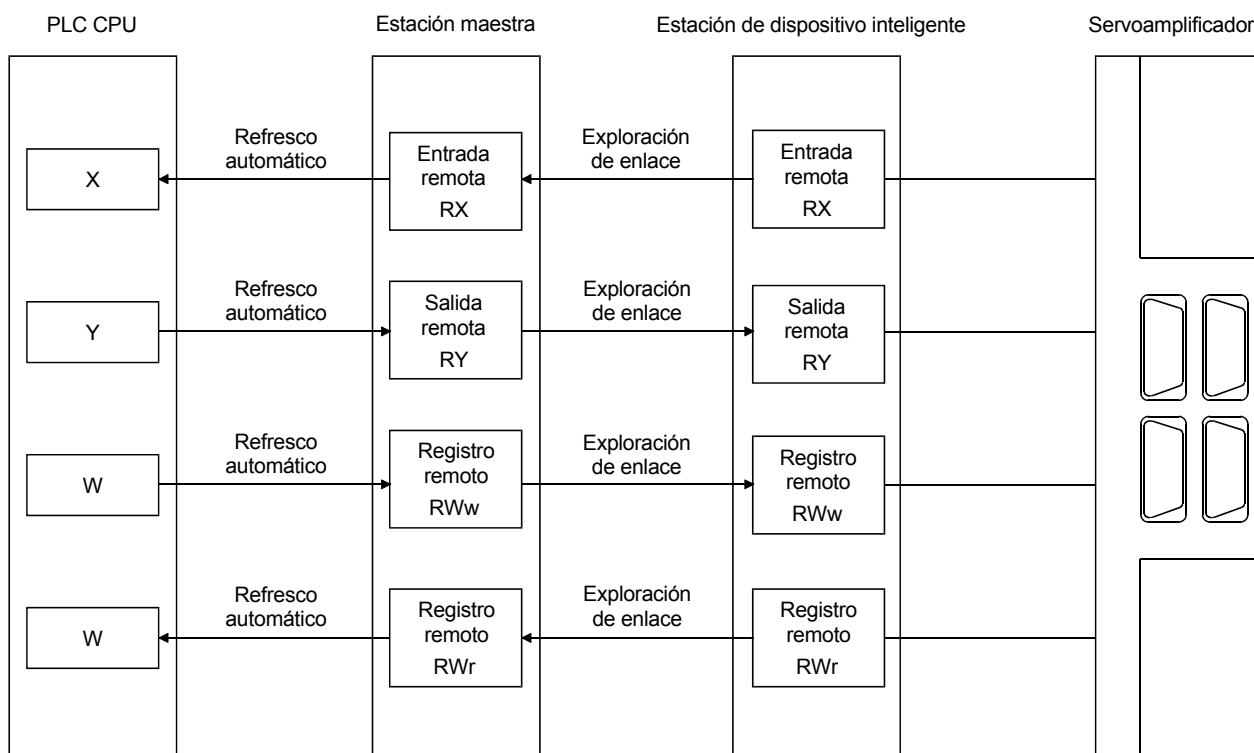 PLC CPU
Estación maestra
Estación de dispositivo inteligente
Servoamplificador
X
Refresco
automático
Entrada
remota
RX
Exploración
de enlace
Entrada
remota
RX
Y
Refresco
automático
Salida
remota
RY
Exploración
de enlace
Salida
remota
RY
W
Refresco
automático
Registro
remoto
RWw
Exploración
de enlace
Registro
remoto
RWw
W
Refresco
automático
Registro
remoto
RWr
Exploración
de enlace
Registro
remoto
RWr